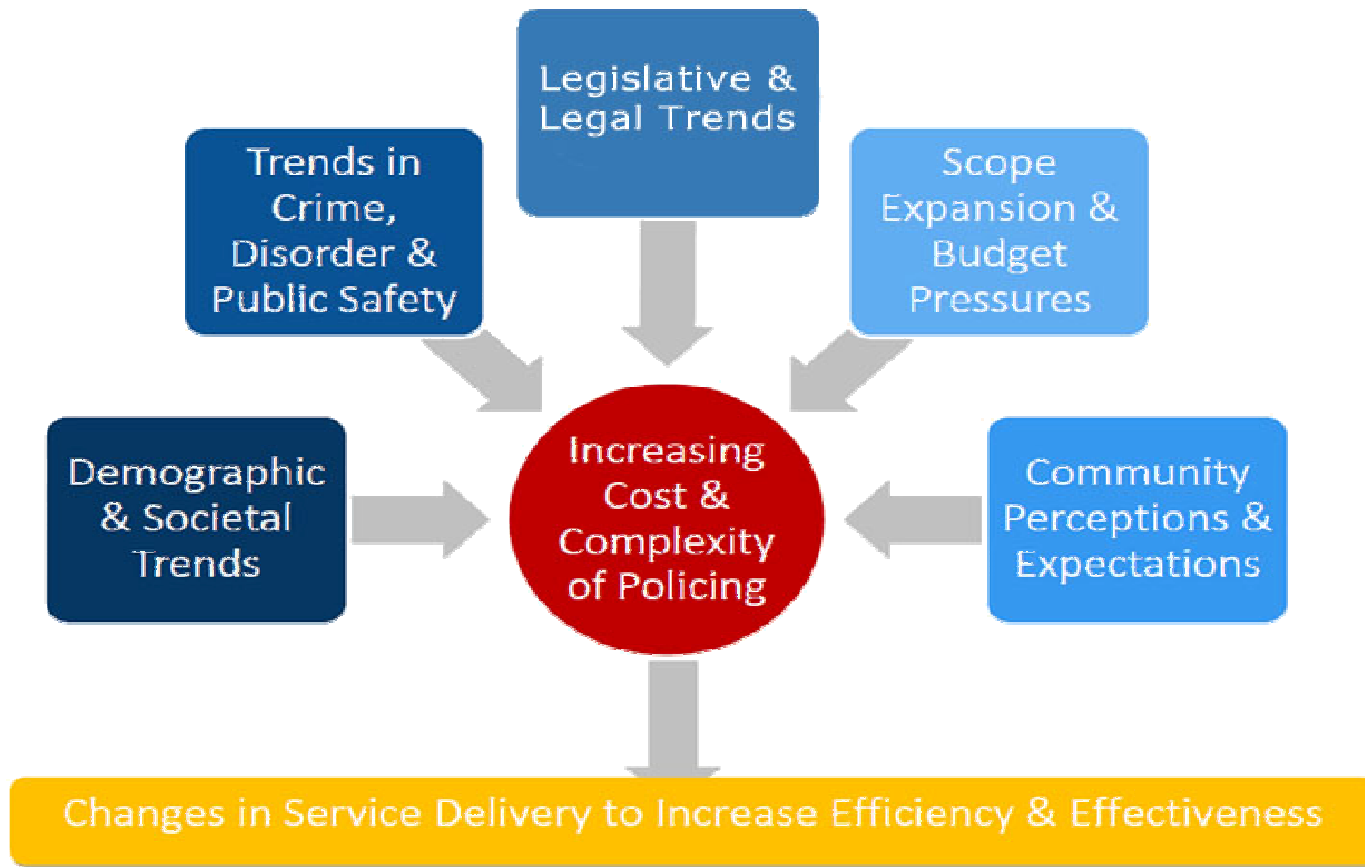 Legislative &
Legal Trends
Trends in
Crime,
Disorder &
Public Safety
Scope
Expansion &
Budget
Pressures
Demographic
& Societal
Trends
Increasing
Cost &
Complexity
of Policing
Community
Perceptions &
Expectations
Changes in Service Delivery to Increase Efficiency & Effectiveness